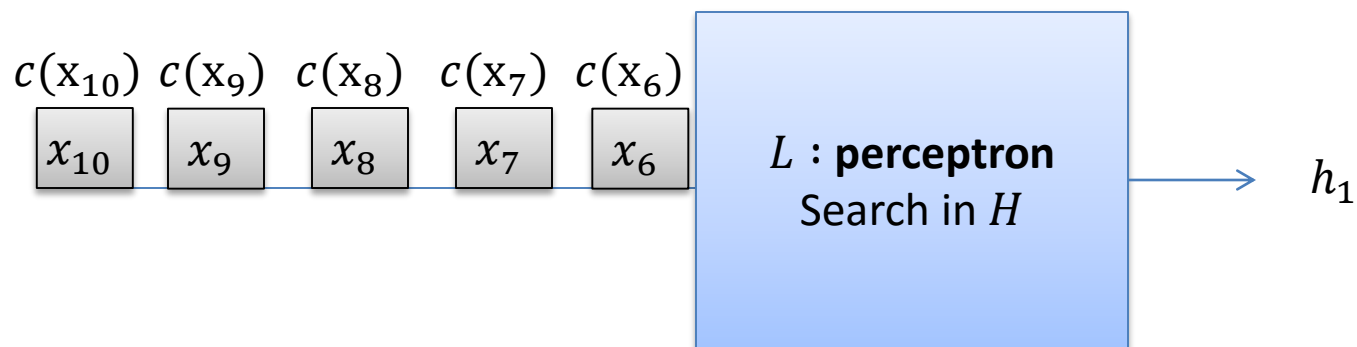 c(x₁₀) c(x₉) c(x₈) c(x₇) c(x₆)
x₁₀ x₉ x₈ x₇ x₆
L : perceptron
Search in H
h₁